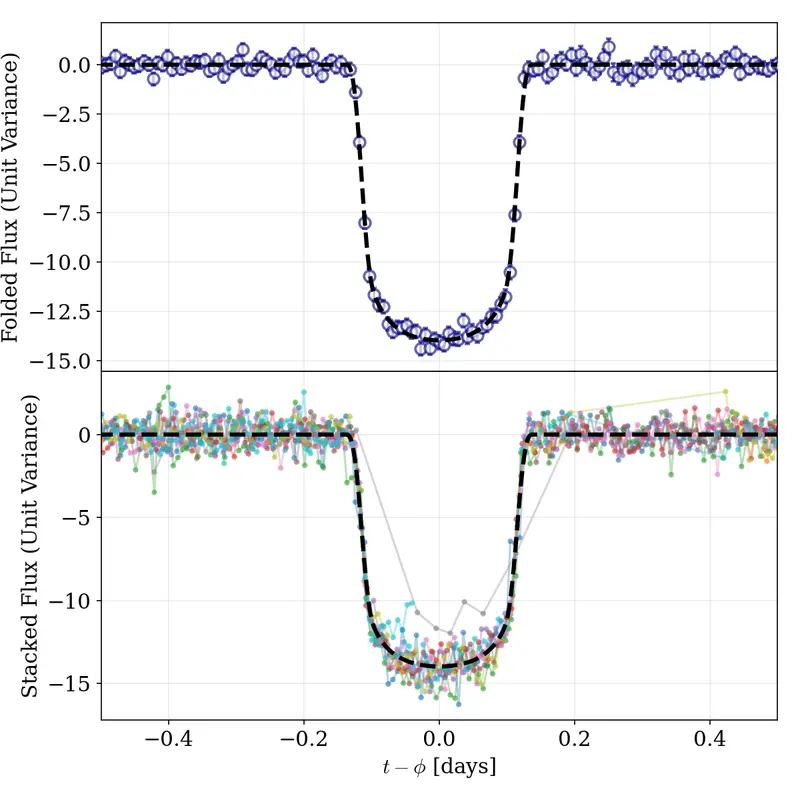 Folded Flux (Unit Variance)
0.0
−2.5
−5.0
−7.5
−10.0
−12.5
−15.0
Stacked Flux (Unit Variance)
0
−5
−10
−15
−0.4 −0.2 0.0 0.2 0.4
t − ϕ [days]